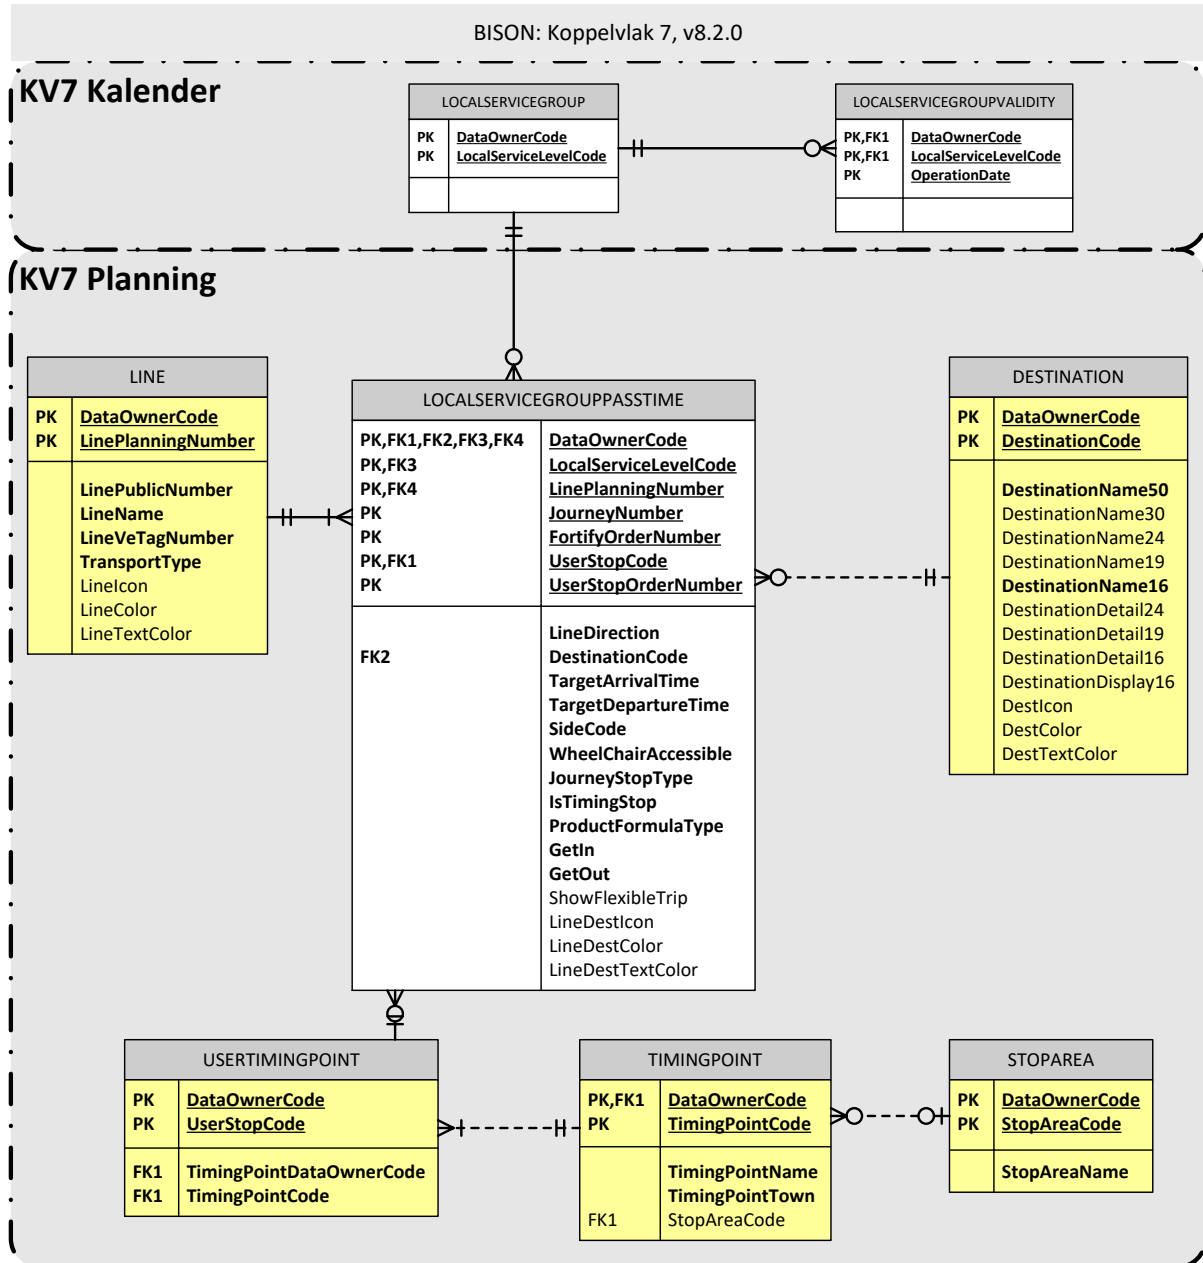 BISON: Koppelvlak 7, v8.2.0
KV7 Kalender
LOCALSERVICEGROUP
PK DataOwnerCode
PK LocalServiceLevelCode
LOCALSERVICEGROUPVALIDITY
PK,FK1 DataOwnerCode
PK,FK1 LocalServiceLevelCode
PK OperationDate
KV7 Planning
LINE
PK DataOwnerCode
PK LinePlanningNumber
LinePublicNumber
LineName
LineVeTagNumber
TransportType
LineIcon
LineColor
LineTextColor
LOCALSERVICEGROUPPASSTIME
PK,FK1,FK2,FK3,FK4 DataOwnerCode
PK,FK3 LocalServiceLevelCode
PK,FK4 LinePlanningNumber
PK JourneyNumber
PK FortifyOrderNumber
PK,FK1 UserStopCode
PK UserStopOrderNumber
LineDirection
FK2 DestinationCode
TargetArrivalTime
TargetDepartureTime
SideCode
WheelChairAccessible
JourneyStopType
IsTimingStop
ProductFormulaType
GetIn
GetOut
ShowFlexibleTrip
LineDestIcon
LineDestColor
LineDestTextColor
DESTINATION
PK DataOwnerCode
PK DestinationCode
DestinationName50
DestinationName30
DestinationName24
DestinationName19
DestinationName16
DestinationDetail24
DestinationDetail19
DestinationDetail16
DestinationDisplay16
DestIcon
DestColor
DestTextColor
USERTIMINGPOINT
PK DataOwnerCode
PK UserStopCode
FK1 TimingPointDataOwnerCode
FK1 TimingPointCode
TIMINGPOINT
PK,FK1 DataOwnerCode
PK TimingPointCode
TimingPointName
TimingPointTown
FK1 StopAreaCode
STOPAREA
PK DataOwnerCode
PK StopAreaCode
StopAreaName